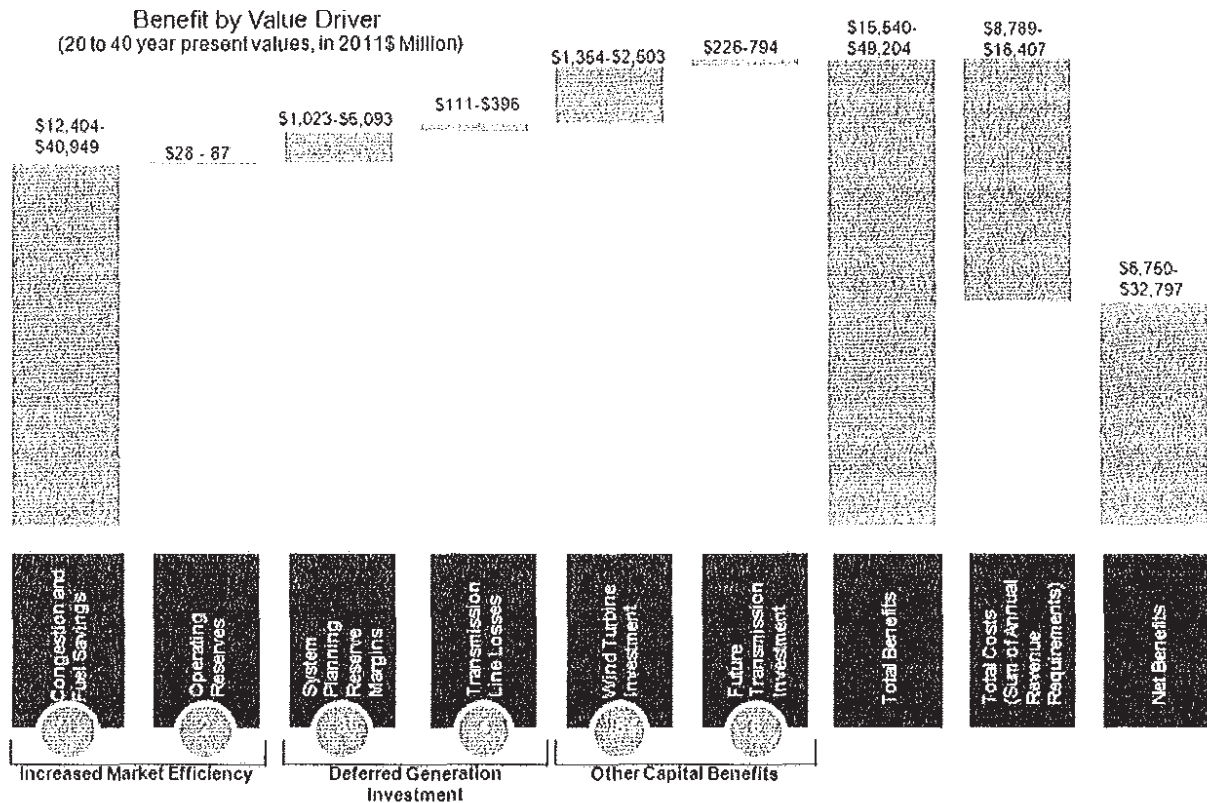 Benefit by Value Driver
(20 to 40 year present values, in 2011$ Million)
$12,404-
$40,949
$28 - 87
$1,023-$5,093
$111-$396
$1,354-$2,503
$226-794
$15,540-
$49,204
$8,789-
$16,407
$6,750-
$32,797
Congestion and
Fuel Savings
Operating
Reserves
System
Planning
Reserve
Margins
Transmission
Line Losses
Wind Turbine
Investment
Future
Transmission
Investment
Total Benefits
Total Costs
(Sum of Annual
Revenue
Requirements)
Net Benefits
Increased Market Efficiency
Deferred Generation
Investment
Other Capital Benefits